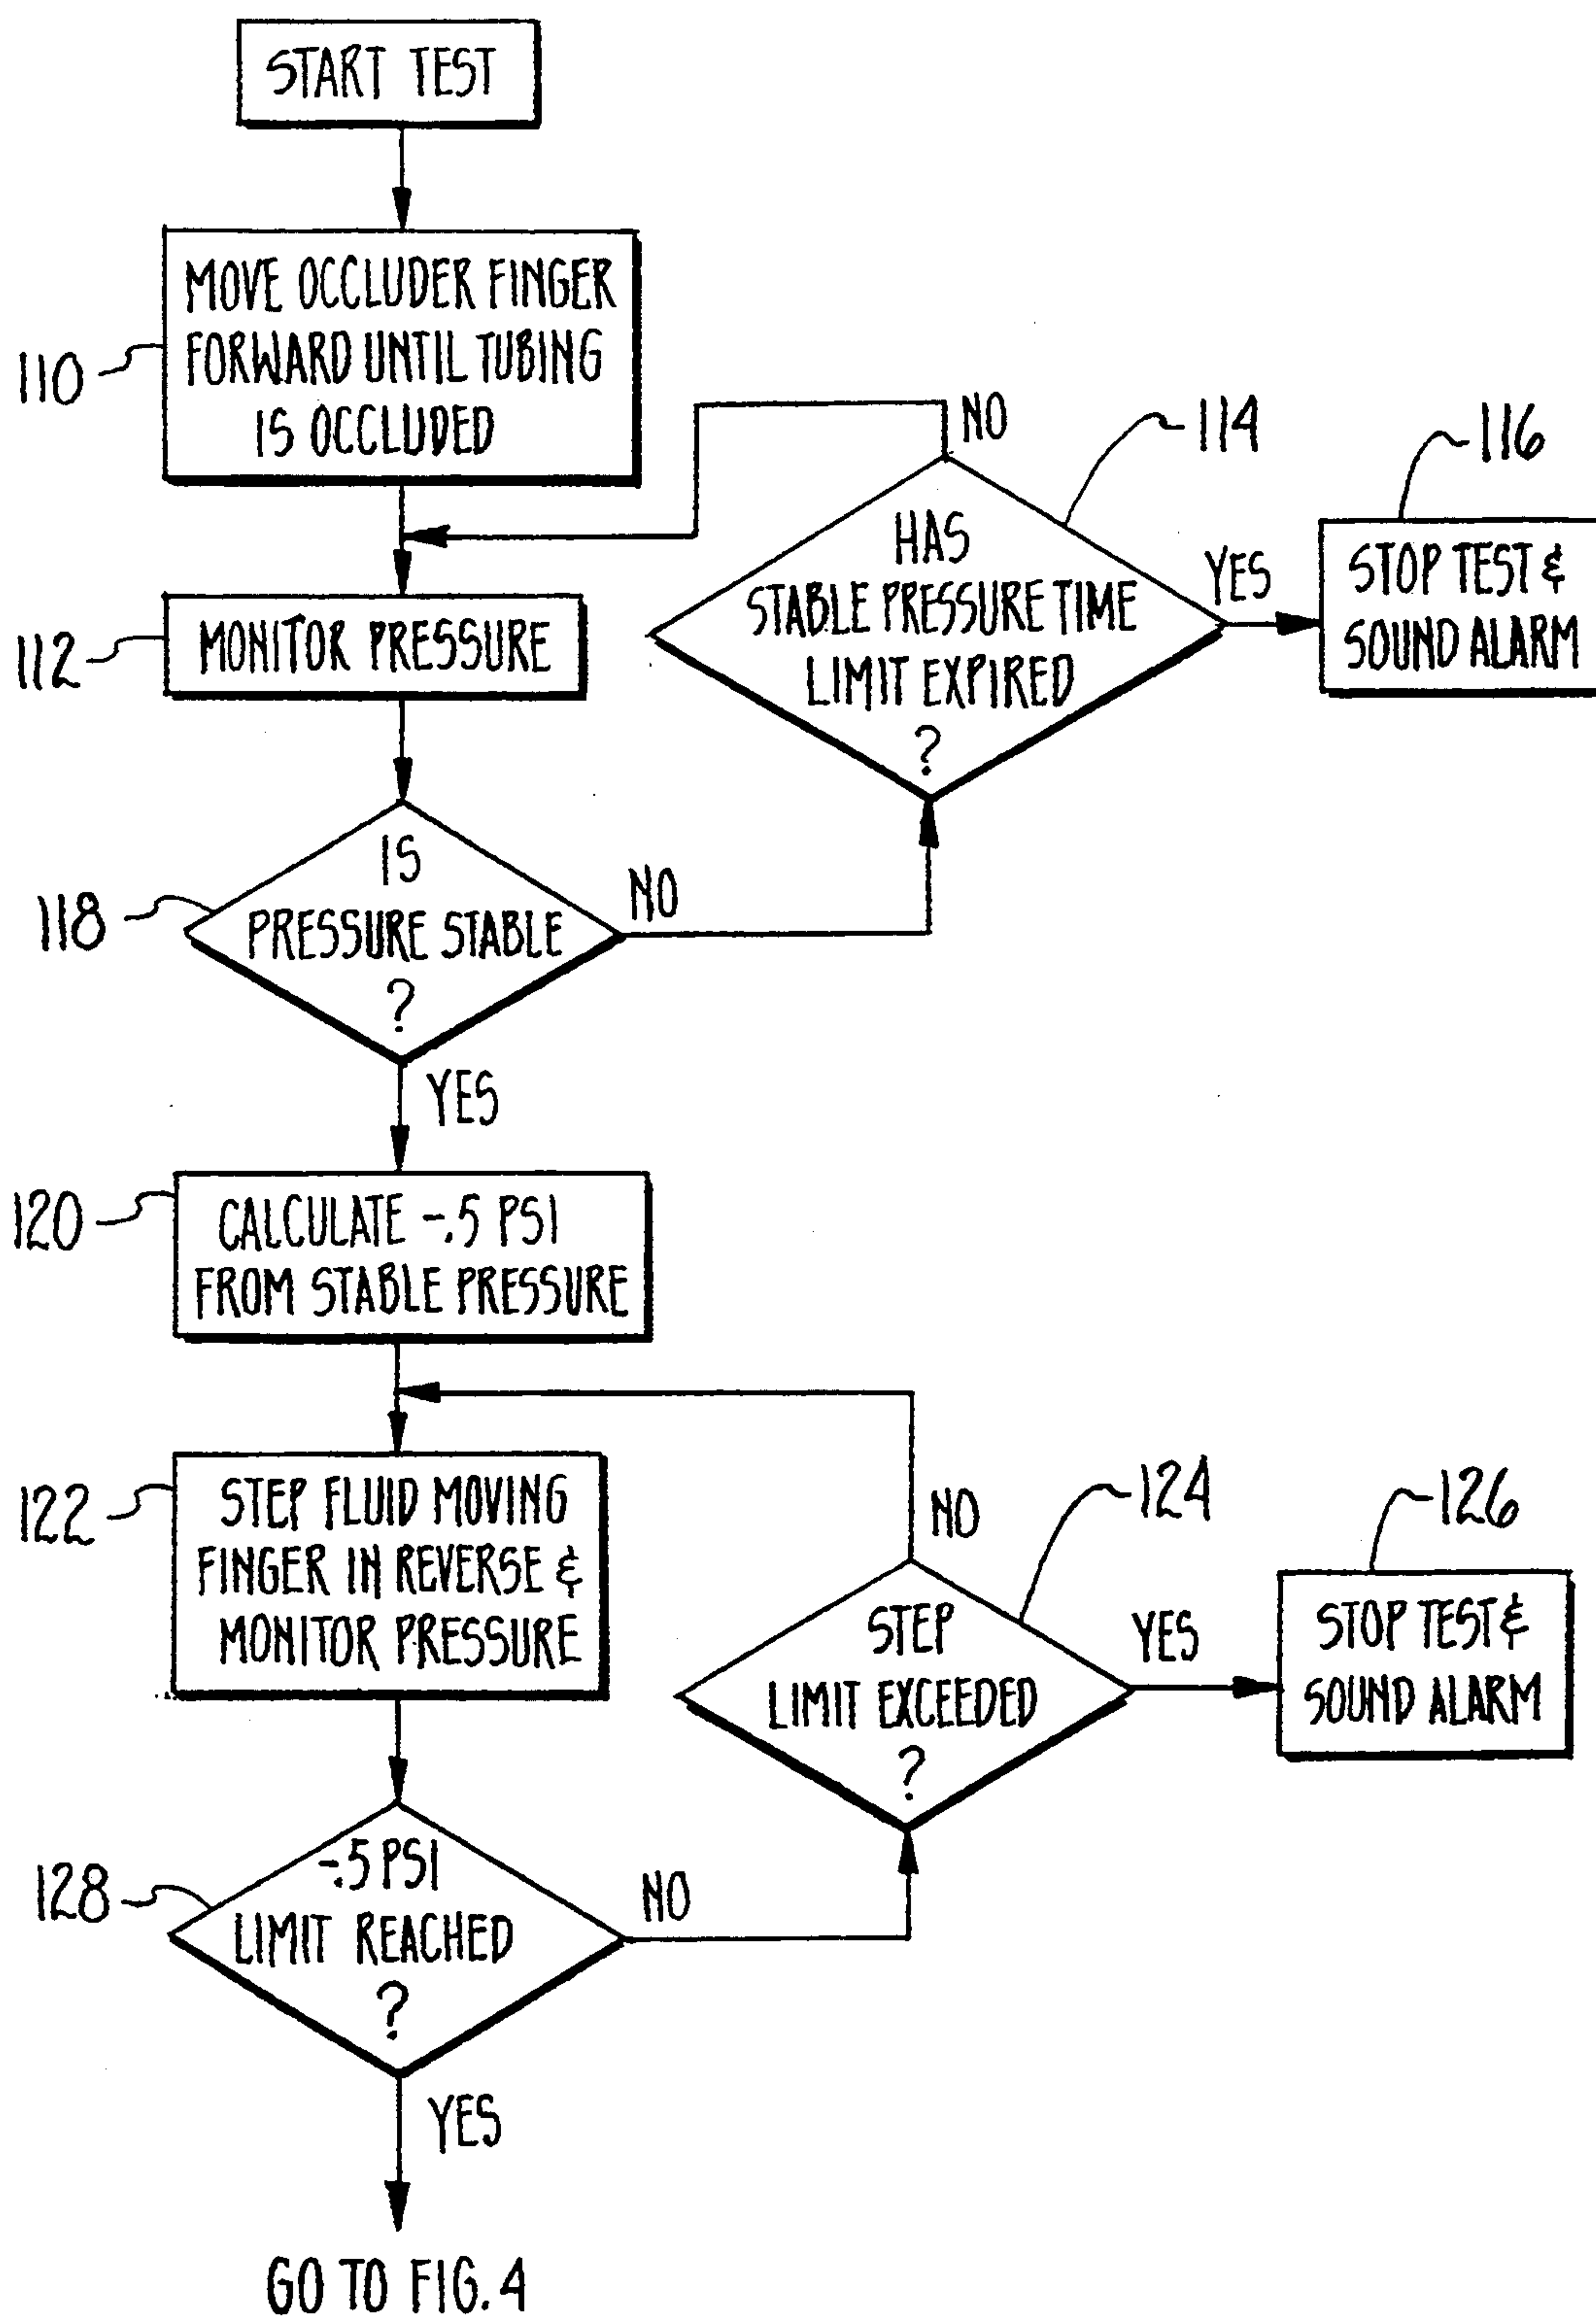 START TEST
110
MOVE OCCLUDER FINGER
FORWARD UNTIL TUBING
IS OCCLUDED
NO
114
116
112
MONITOR PRESSURE
HAS
STABLE PRESSURE TIME
LIMIT EXPIRED
?
YES
STOP TEST &
SOUND ALARM
118
IS
PRESSURE STABLE
?
NO
YES
120
CALCULATE -.5 PSI
FROM STABLE PRESSURE
122
STEP FLUID MOVING
FINGER IN REVERSE &
MONITOR PRESSURE
NO
124
126
STEP
LIMIT EXCEEDED
?
YES
STOP TEST &
SOUND ALARM
128
-.5 PSI
LIMIT REACHED
?
NO
YES
GO TO FIG. 4